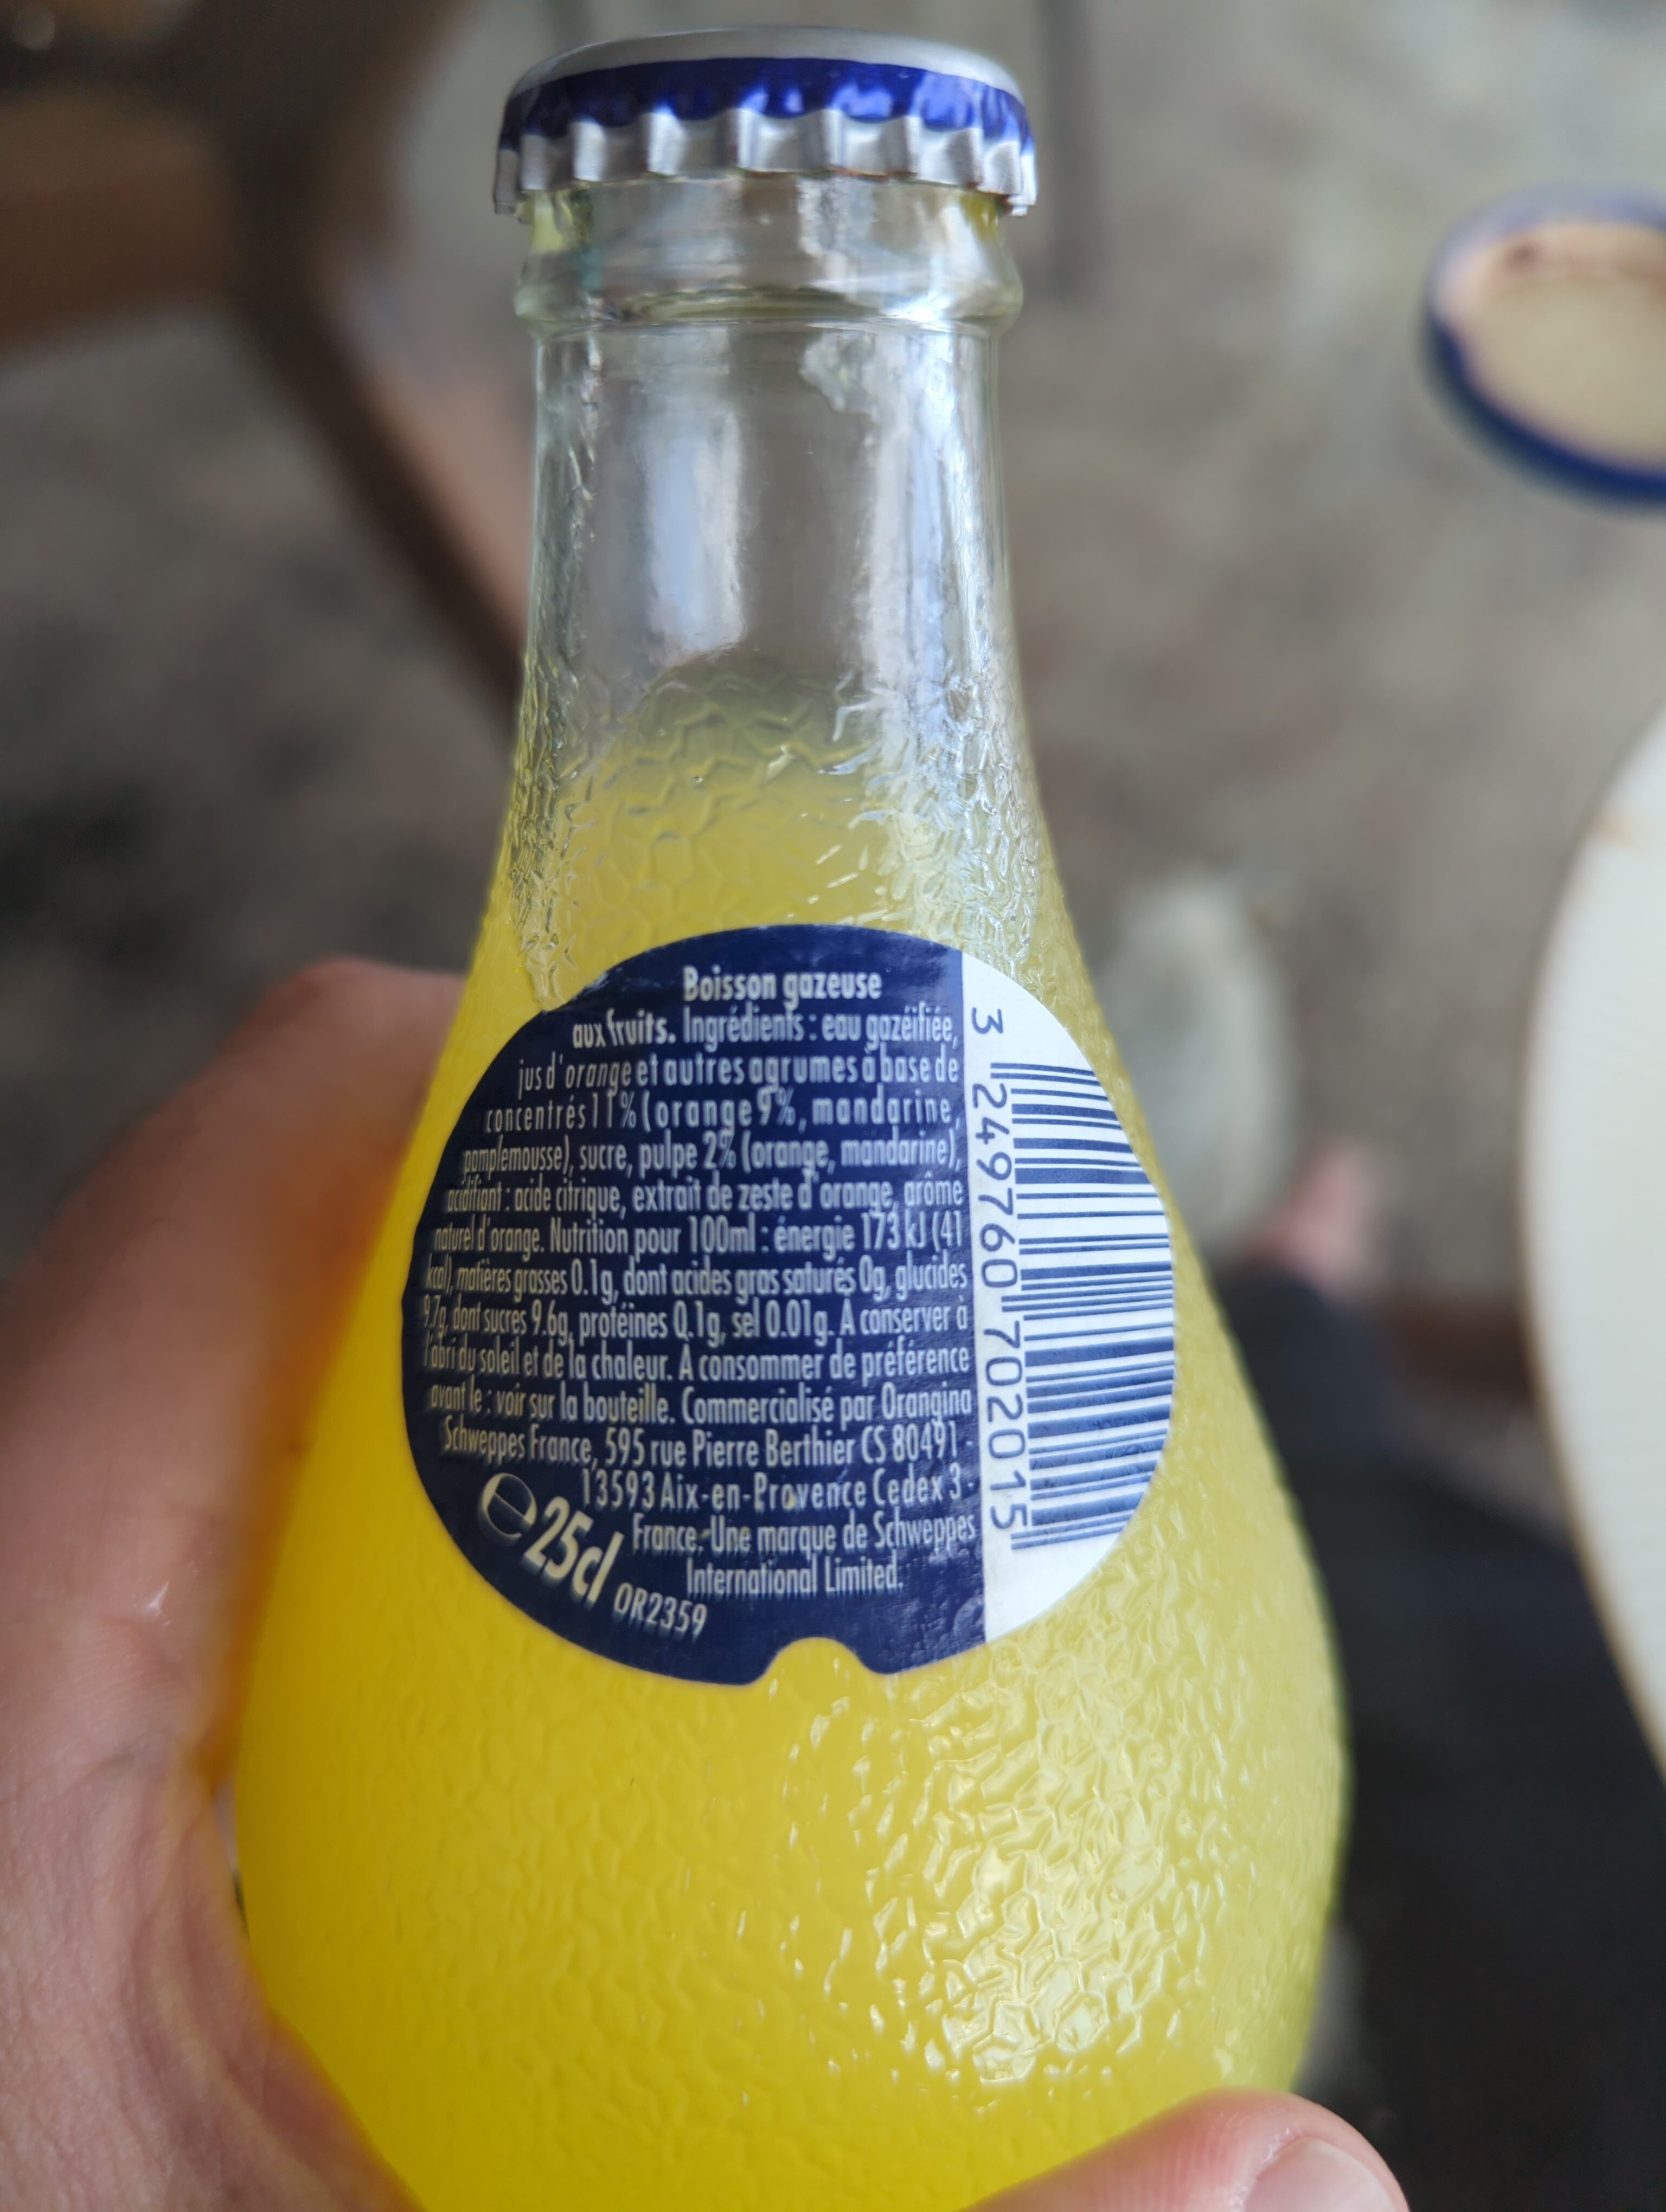 Boisson gazeuse
aux fruits. Ingrédients : eau gazéifiée,
jus d'orange et autres agrumes à base de
concentrés 11% (orange 9%, mandarine,
pamplemousse), sucre, pulpe 2% (orange, mandarine),
acidifiant : acide citrique, extrait de zeste d'orange, arôme
naturel d'orange. Nutrition pour 100ml : énergie 173 kJ (41
kcal), matières grasses 0.1g, dont acides gras saturés 0g, glucides
9.7g, dont sucres 9.6g, protéines 0.1g, sel 0.01g. A conserver à
l'abri du soleil et de la chaleur. A consommer de préférence
avant le : voir sur la bouteille. Commercialisé par Orangina
Schweppes France, 595 rue Pierre Berthier CS 80491 -
13593 Aix-en-Provence Cedex 3 -
France. Une marque de Schweppes
International Limited.
℮ 25cl
OR2359
3 249760 702015